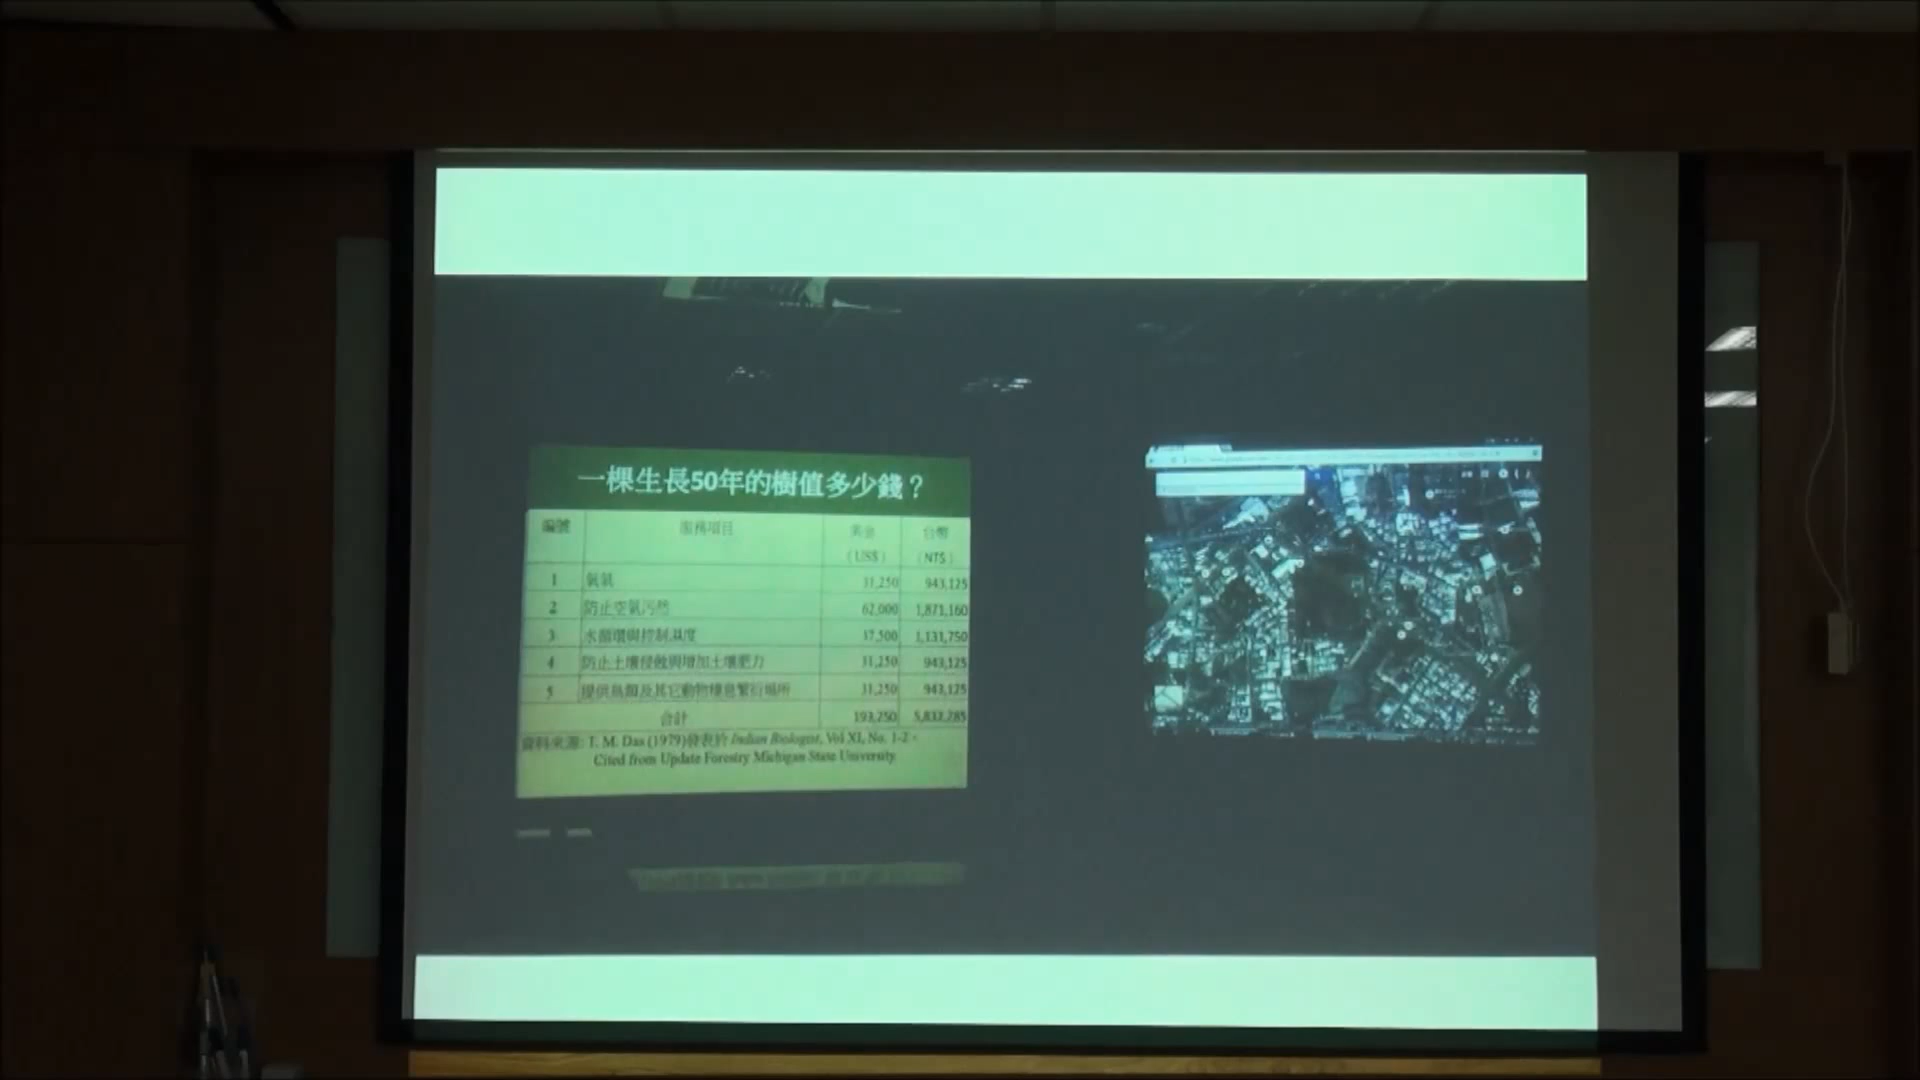 一棵生長50年的樹值多少錢？
編號 服務項目 美金 台幣
（US$） （NT$）
1 氧氣 31,250 943,125
2 防止空氣污染 62,000 1,871,160
3 水循環與控制濕度 37,500 1,131,750
4 防止土壤侵蝕與增加土壤肥力 31,250 943,125
5 提供鳥類及其它動物棲息繁衍場所 31,250 943,125
合計 193,250 5,832,285
資料來源: T. M. Das (1979)發表於 Indian Biologist, Vol XI, No. 1-2。
Cited from Update Forestry Michigan State University